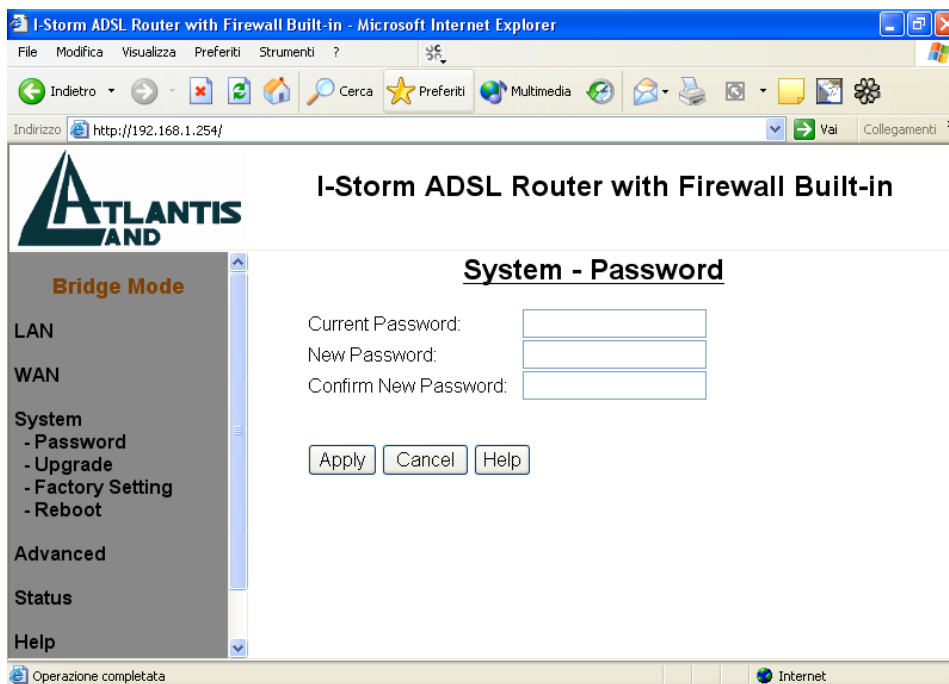 I-Storm ADSL Router with Firewall Built-in - Microsoft Internet Explorer
File Modifica Visualizza Preferiti Strumenti ?
Indietro Cerca Preferiti Multimedia
Indirizzo http://192.168.1.254/ Vai Collegamenti
ATLANTIS
LAND
I-Storm ADSL Router with Firewall Built-in
Bridge Mode
LAN
WAN
System
- Password
- Upgrade
- Factory Setting
- Reboot
Advanced
Status
Help
System - Password
Current Password:
New Password:
Confirm New Password:
Apply Cancel Help
Operazione completata Internet